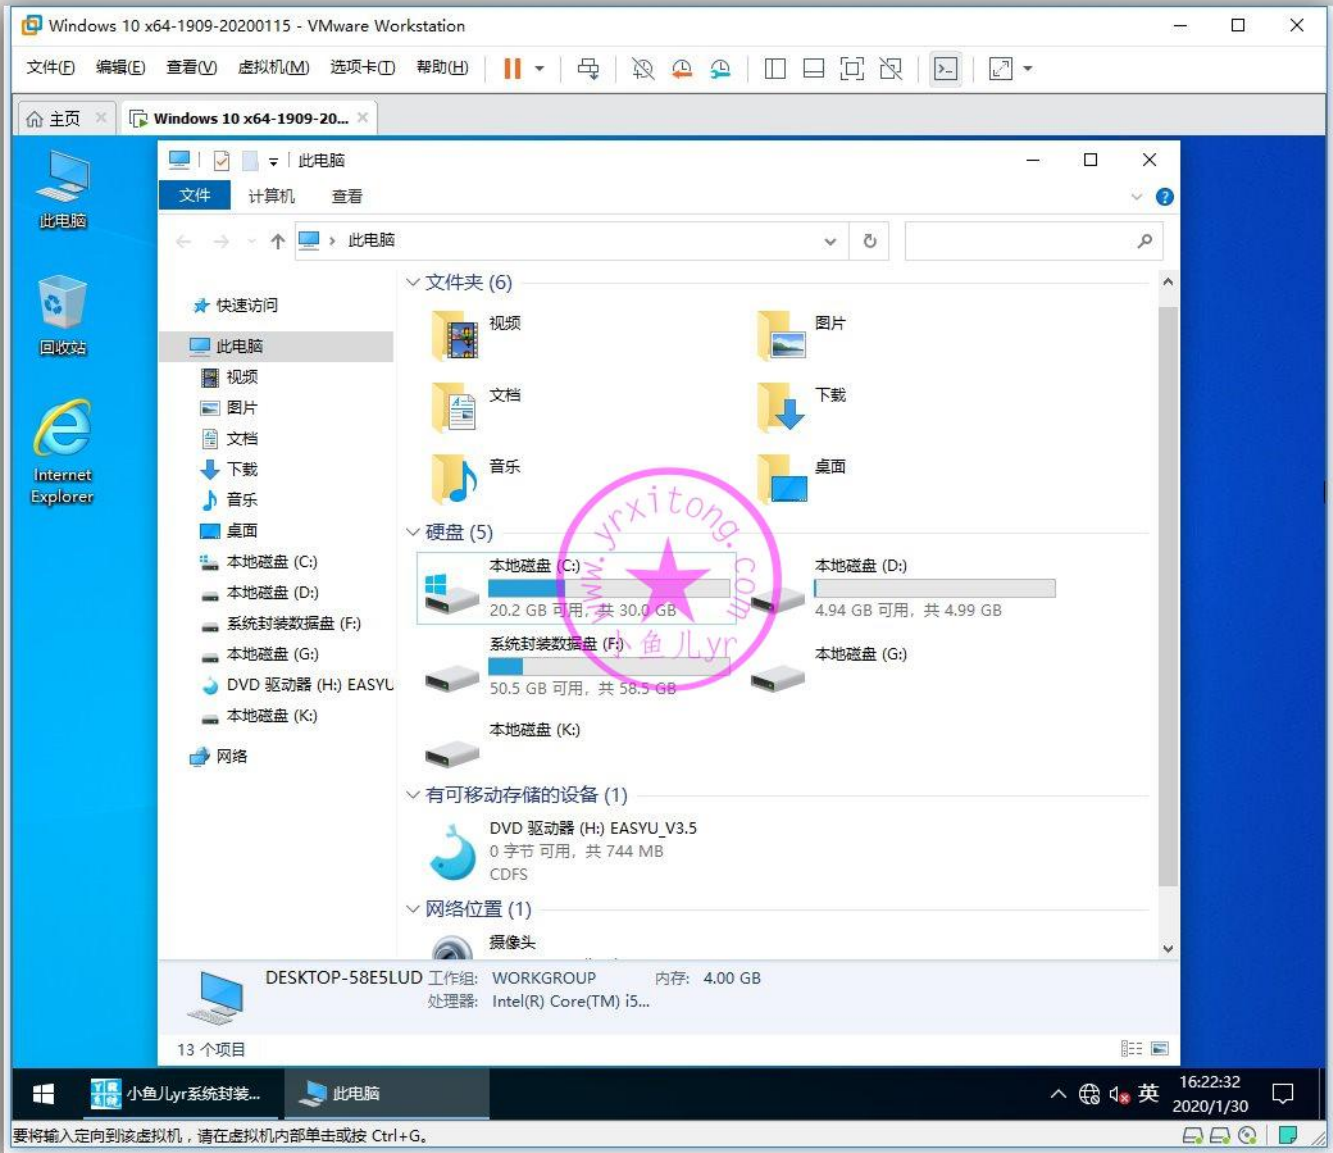 Windows 10 x64-1909-20200115 - VMware Workstation
文件(F) 编辑(E) 查看(V) 虚拟机(M) 选项卡(T) 帮助(H)
主页 Windows 10 x64-1909-20...
此电脑
回收站
Internet
Explorer
此电脑
文件 计算机 查看
此电脑
快速访问
此电脑
视频
图片
文档
下载
音乐
桌面
本地磁盘 (C:)
本地磁盘 (D:)
系统封装数据盘 (F:)
本地磁盘 (G:)
DVD 驱动器 (H:) EASYU
本地磁盘 (K:)
网络
文件夹 (6)
视频 图片
文档 下载
音乐 桌面
硬盘 (5)
本地磁盘 (C:)
20.2 GB 可用, 共 30.0 GB
本地磁盘 (D:)
4.94 GB 可用, 共 4.99 GB
系统封装数据盘 (F:)
50.5 GB 可用, 共 58.5 GB
本地磁盘 (G:)
本地磁盘 (K:)
www.yrxitong.com
小鱼儿yr
有可移动存储的设备 (1)
DVD 驱动器 (H:) EASYU_V3.5
0 字节 可用, 共 744 MB
CDFS
网络位置 (1)
摄像头
DESKTOP-58E5LUD 工作组: WORKGROUP 内存: 4.00 GB
处理器: Intel(R) Core(TM) i5...
13 个项目
小鱼儿yr系统封装... 此电脑
英 16:22:32
2020/1/30
要将输入定向到该虚拟机，请在虚拟机内部单击或按 Ctrl+G。